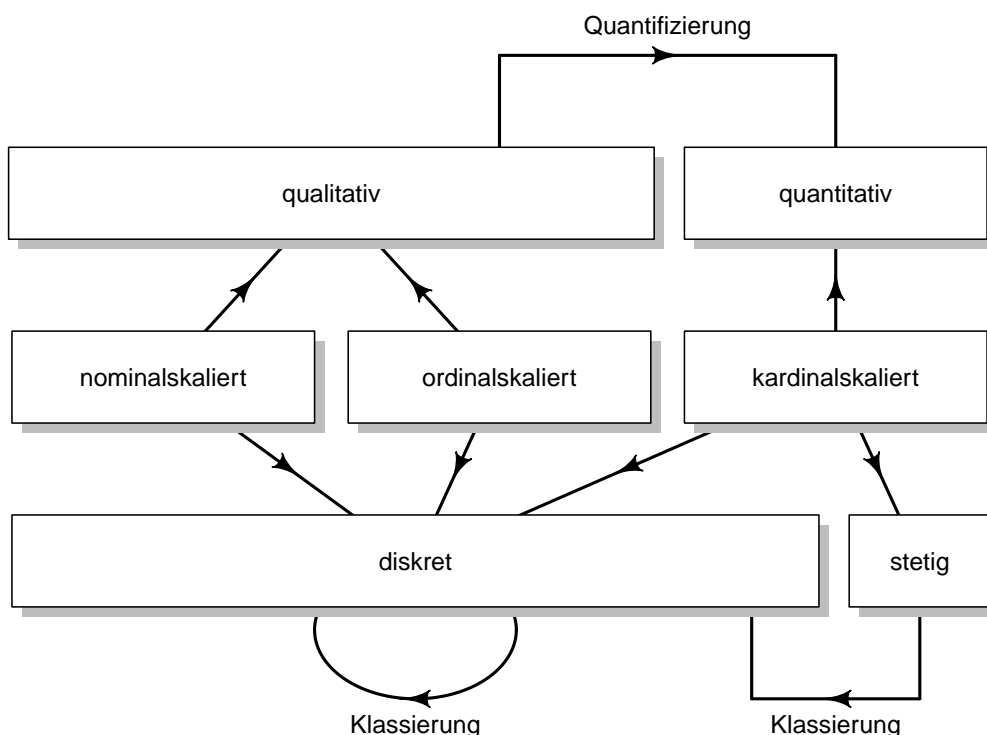 Quantifizierung
qualitativ
quantitativ
nominalskaliert
ordinalskaliert
kardinalskaliert
diskret
stetig
Klassierung
Klassierung